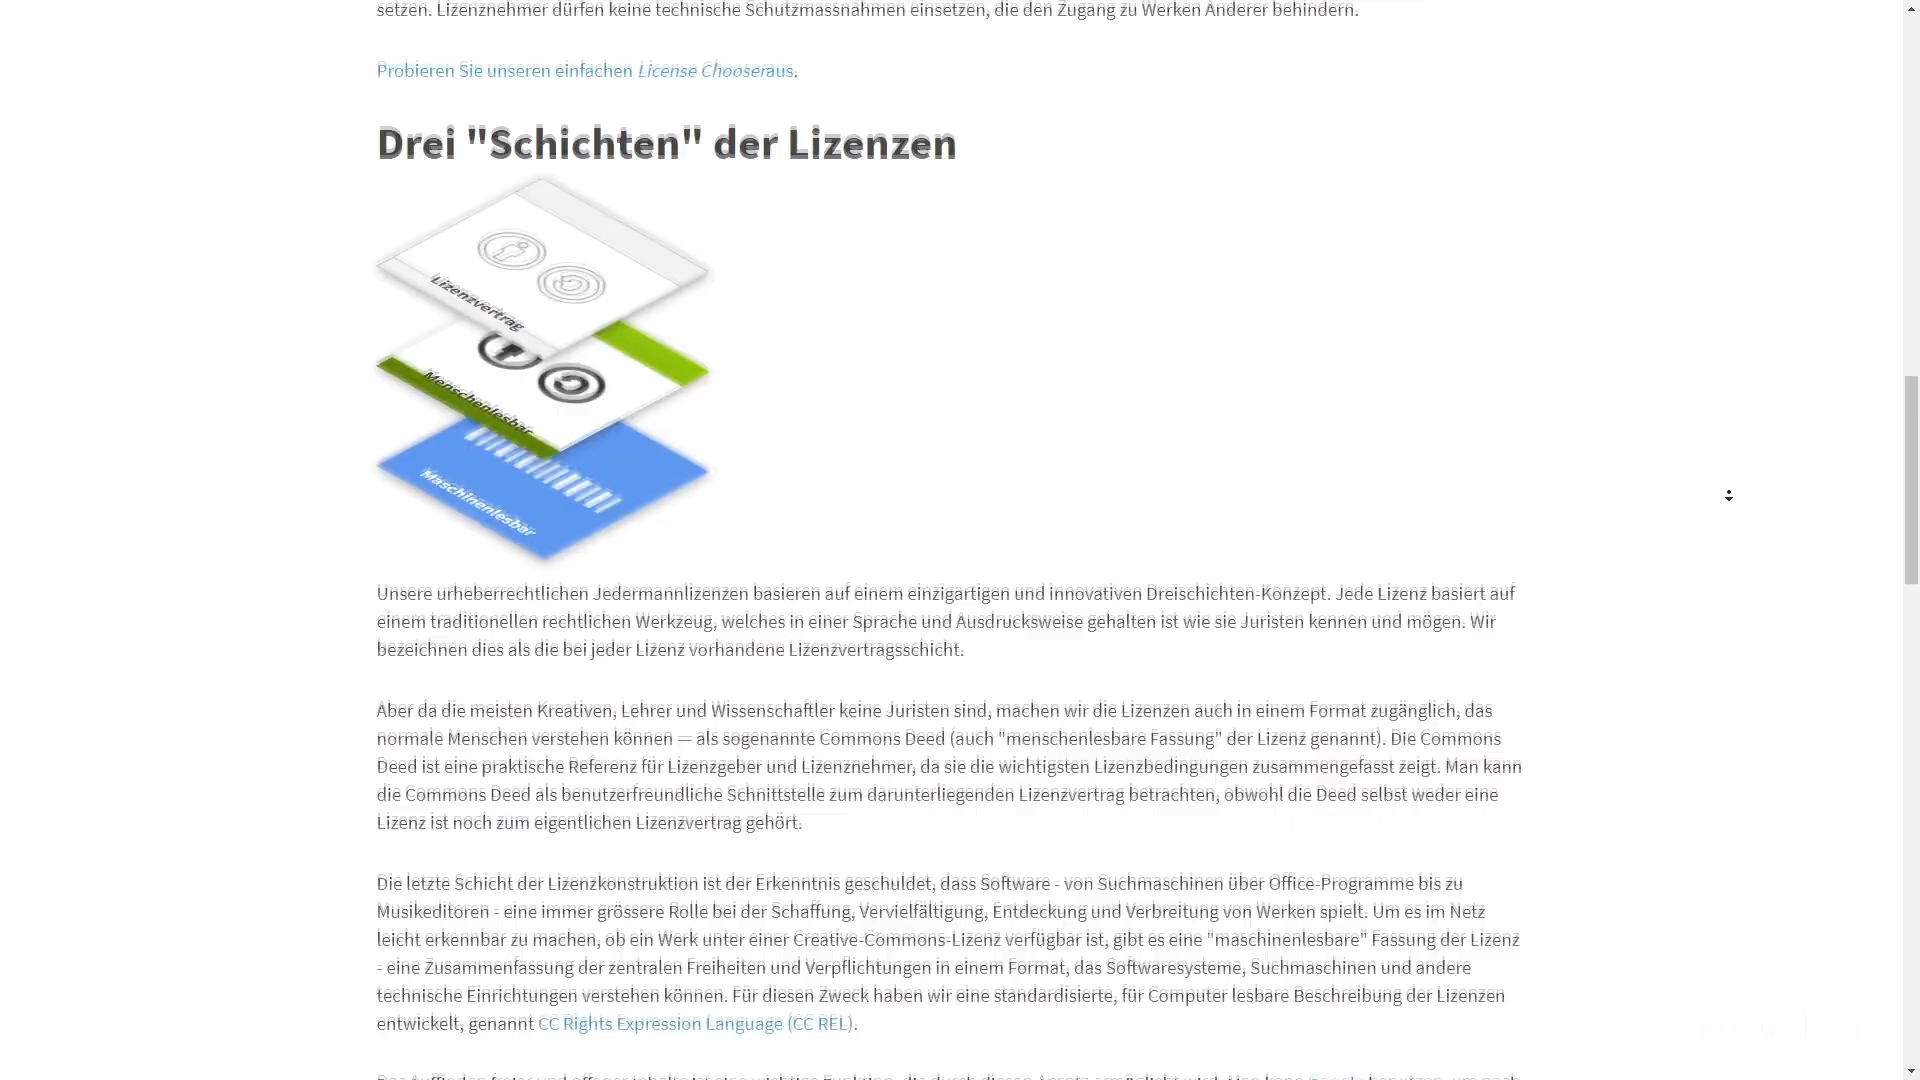 setzen. Lizenznehmer dürfen keine technische Schutzmassnahmen einsetzen, die den Zugang zu Werken Anderer behindern.
Probieren Sie unseren einfachen License Chooseraus.
Drei "Schichten" der Lizenzen
Lizenzvertrag
Menschenlesbar
Maschinenlesbar
Unsere urheberrechtlichen Jedermannlizenzen basieren auf einem einzigartigen und innovativen Dreischichten-Konzept. Jede Lizenz basiert auf
einem traditionellen rechtlichen Werkzeug, welches in einer Sprache und Ausdrucksweise gehalten ist wie sie Juristen kennen und mögen. Wir
bezeichnen dies als die bei jeder Lizenz vorhandene Lizenzvertragsschicht.
Aber da die meisten Kreativen, Lehrer und Wissenschaftler keine Juristen sind, machen wir die Lizenzen auch in einem Format zugänglich, das
normale Menschen verstehen können — als sogenannte Commons Deed (auch "menschenlesbare Fassung" der Lizenz genannt). Die Commons
Deed ist eine praktische Referenz für Lizenzgeber und Lizenznehmer, da sie die wichtigsten Lizenzbedingungen zusammengefasst zeigt. Man kann
die Commons Deed als benutzerfreundliche Schnittstelle zum darunterliegenden Lizenzvertrag betrachten, obwohl die Deed selbst weder eine
Lizenz ist noch zum eigentlichen Lizenzvertrag gehört.
Die letzte Schicht der Lizenzkonstruktion ist der Erkenntnis geschuldet, dass Software - von Suchmaschinen über Office-Programme bis zu
Musikeditoren - eine immer grössere Rolle bei der Schaffung, Vervielfältigung, Entdeckung und Verbreitung von Werken spielt. Um es im Netz
leicht erkennbar zu machen, ob ein Werk unter einer Creative-Commons-Lizenz verfügbar ist, gibt es eine "maschinenlesbare" Fassung der Lizenz
- eine Zusammenfassung der zentralen Freiheiten und Verpflichtungen in einem Format, das Softwaresysteme, Suchmaschinen und andere
technische Einrichtungen verstehen können. Für diesen Zweck haben wir eine standardisierte, für Computer lesbare Beschreibung der Lizenzen
entwickelt, genannt CC Rights Expression Language (CC REL).